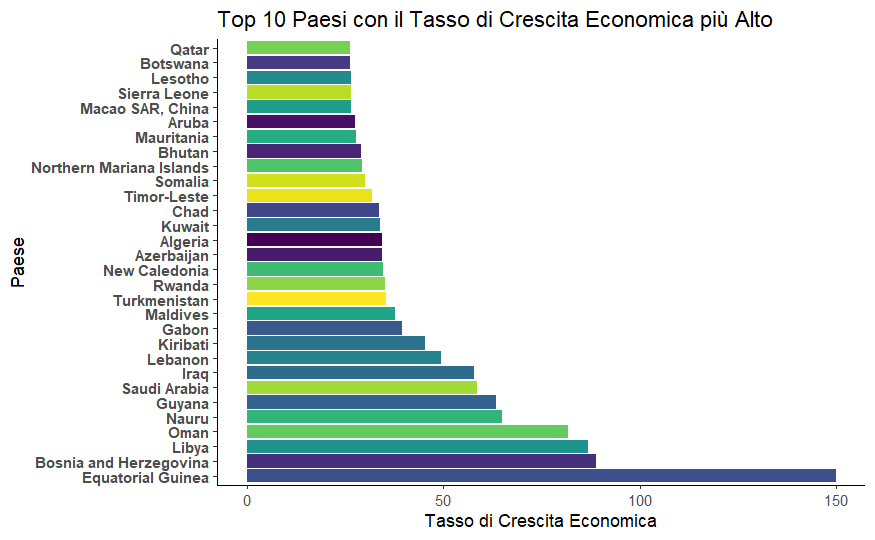 Top 10 Paesi con il Tasso di Crescita Economica più Alto
Paese
Qatar
Botswana
Lesotho
Sierra Leone
Macao SAR, China
Aruba
Mauritania
Bhutan
Northern Mariana Islands
Somalia
Timor-Leste
Chad
Kuwait
Algeria
Azerbaijan
New Caledonia
Rwanda
Turkmenistan
Maldives
Gabon
Kiribati
Lebanon
Iraq
Saudi Arabia
Guyana
Nauru
Oman
Libya
Bosnia and Herzegovina
Equatorial Guinea
0 50 100 150
Tasso di Crescita Economica